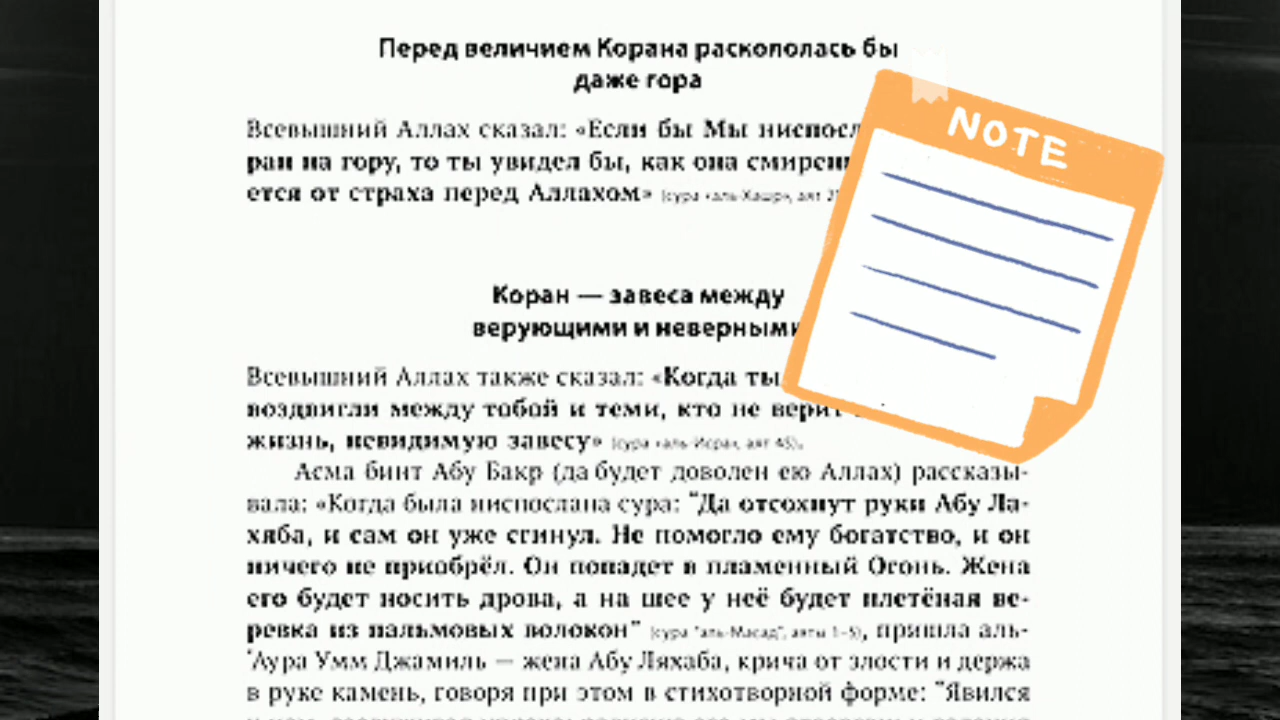 Перед величием Корана раскололась бы
даже гора
Всевышний Аллах сказал: «Если бы Мы ниспосл
ран на гору, то ты увидел бы, как она смирен
ется от страха перед Аллахом» (сура «аль-Хашр», аят 2
Коран — завеса между
верующими и неверными
Всевышний Аллах также сказал: «Когда ты
воздвигли между тобой и теми, кто не верит
жизнь, невидимую завесу» (сура «аль-Исра», аят 45).
Асма бинт Абу Бакр (да будет доволен ею Аллах) рассказы-
вала: «Когда была ниспослана сура: "Да отсохнут руки Абу Ла-
хяба, и сам он уже сгинул. Не помогло ему богатство, и он
ничего не приобрёл. Он попадет в пламенный Огонь. Жена
его будет носить дрова, а на шее у неё будет плетёная ве-
ревка из пальмовых волокон" (сура "аль-Масад", аяты 1–5), пришла аль-
'Аура Умм Джамиль — жена Абу Ляхаба, крича от злости и держа
в руке камень, говоря при этом в стихотворной форме: "Явился
NOTE